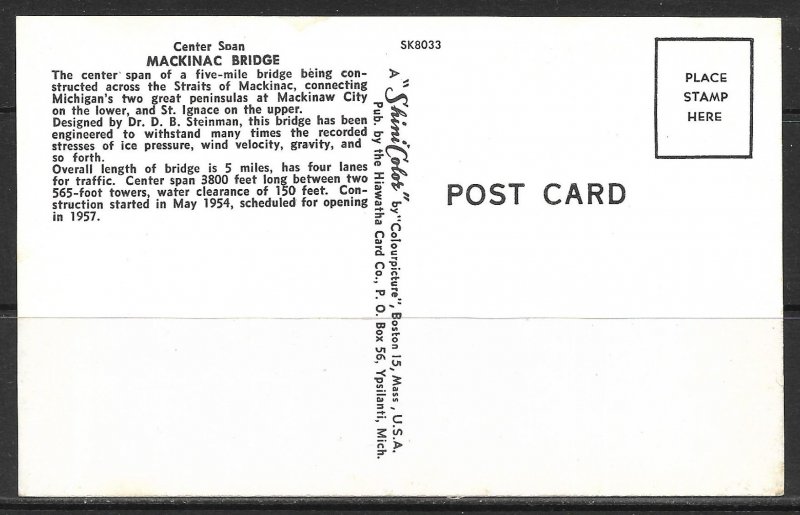 Center Span
MACKINAC BRIDGE
The center span of a five-mile bridge being con-
structed across the Straits of Mackinac, connecting
Michigan's two great peninsulas at Mackinaw City
on the lower, and St. Ignace on the upper.
Designed by Dr. D. B. Steinman, this bridge has been
engineered to withstand many times the recorded
stresses of ice pressure, wind velocity, gravity, and
so forth.
Overall length of bridge is 5 miles, has four lanes
for traffic. Center span 3800 feet long between two
565-foot towers, water clearance of 150 feet. Con-
struction started in May 1954, scheduled for opening
in 1957.
SK8033
A "ShiniColor" by "Colourpicture", Boston 15, Mass., U.S.A.
Pub. by the Hiawatha Card Co., P. O. Box 56, Ypsilanti, Mich.
PLACE
STAMP
HERE
POST CARD